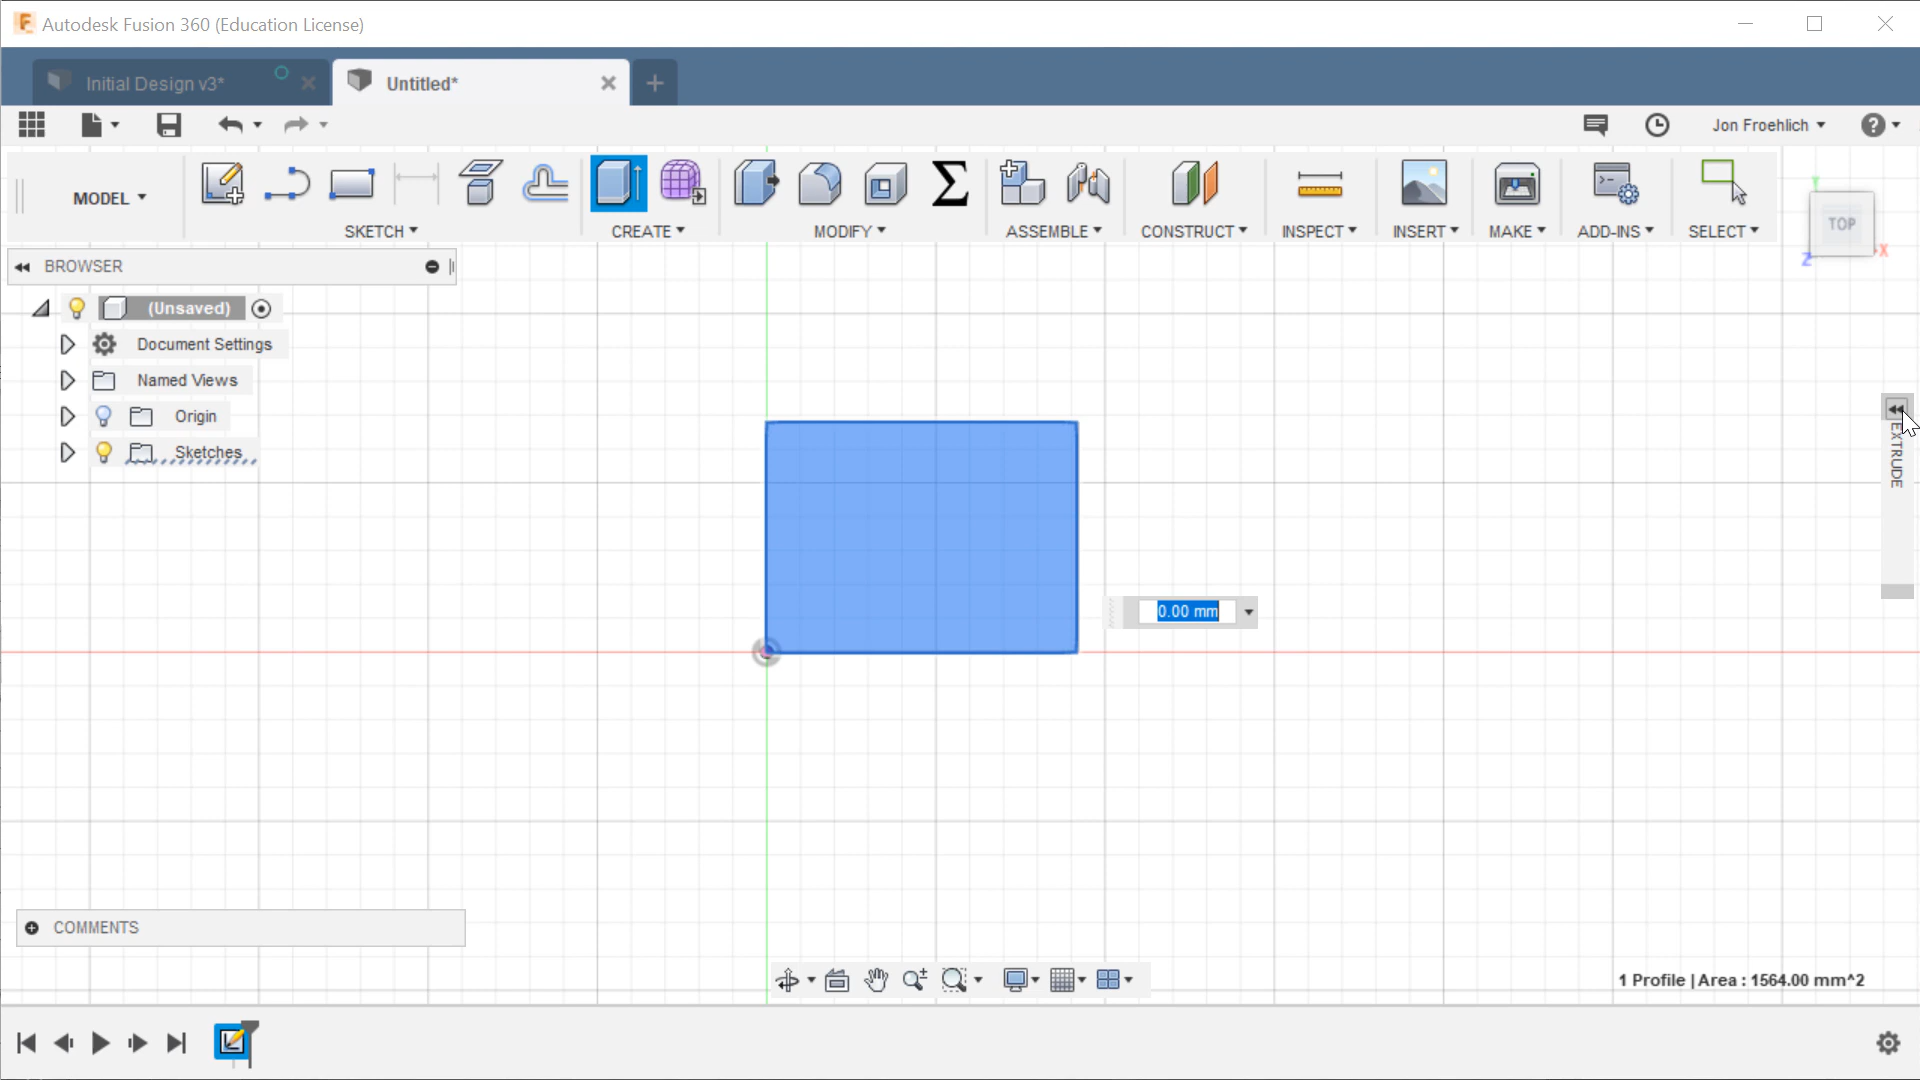 Autodesk Fusion 360 (Education License)
Initial Design v3*
Untitled*
Jon Froehlich
MODEL
SKETCH
CREATE
MODIFY
ASSEMBLE
CONSTRUCT
INSPECT
INSERT
MAKE
ADD-INS
SELECT
TOP
X
Z
BROWSER
(Unsaved)
Document Settings
Named Views
Origin
Sketches
EXTRUDE
0.00 mm
COMMENTS
1 Profile | Area : 1564.00 mm^2